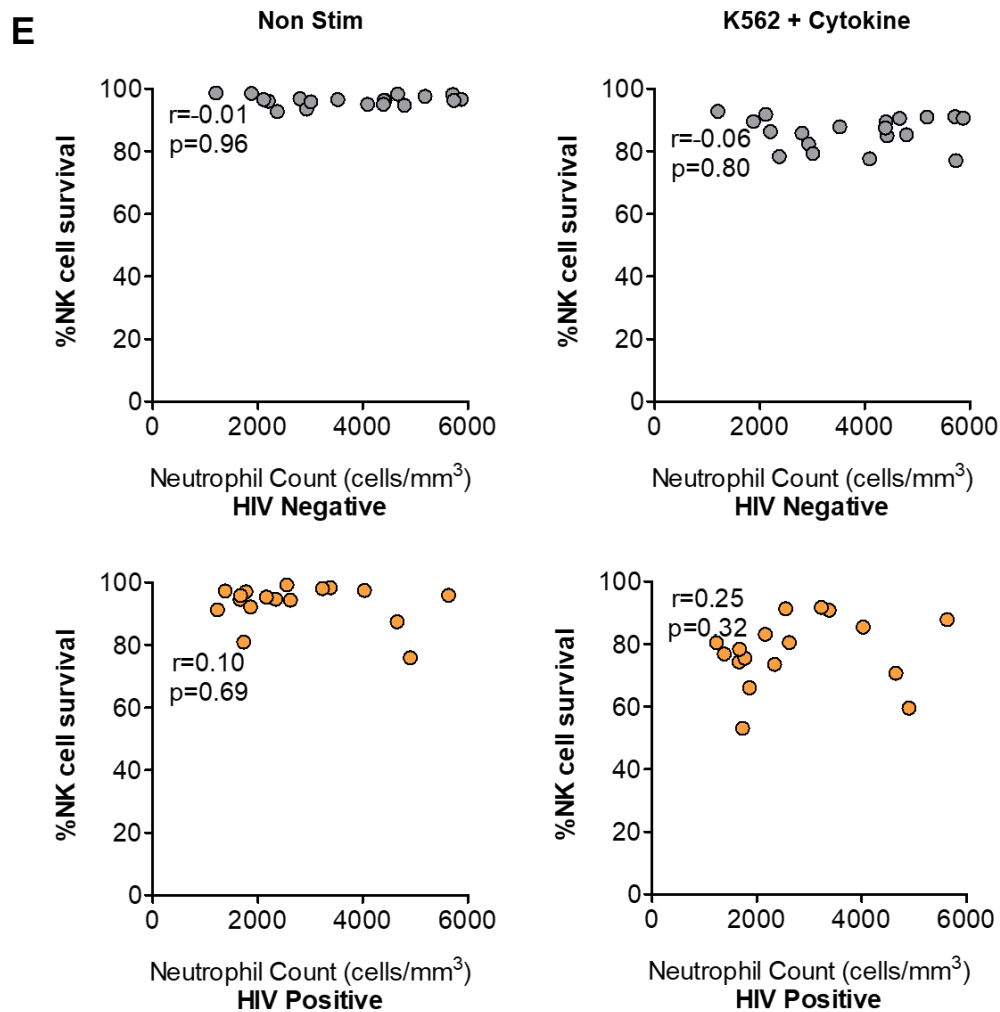 E
Non Stim
K562 + Cytokine
%NK cell survival
100
80
60
40
20
0
r=-0.01
p=0.96
0 2000 4000 6000
Neutrophil Count (cells/mm³)
HIV Negative
%NK cell survival
100
80
60
40
20
0
r=-0.06
p=0.80
0 2000 4000 6000
Neutrophil Count (cells/mm³)
HIV Negative
%NK cell survival
100
80
60
40
20
0
r=0.10
p=0.69
0 2000 4000 6000
Neutrophil Count (cells/mm³)
HIV Positive
%NK cell survival
100
80
60
40
20
0
r=0.25
p=0.32
0 2000 4000 6000
Neutrophil Count (cells/mm³)
HIV Positive